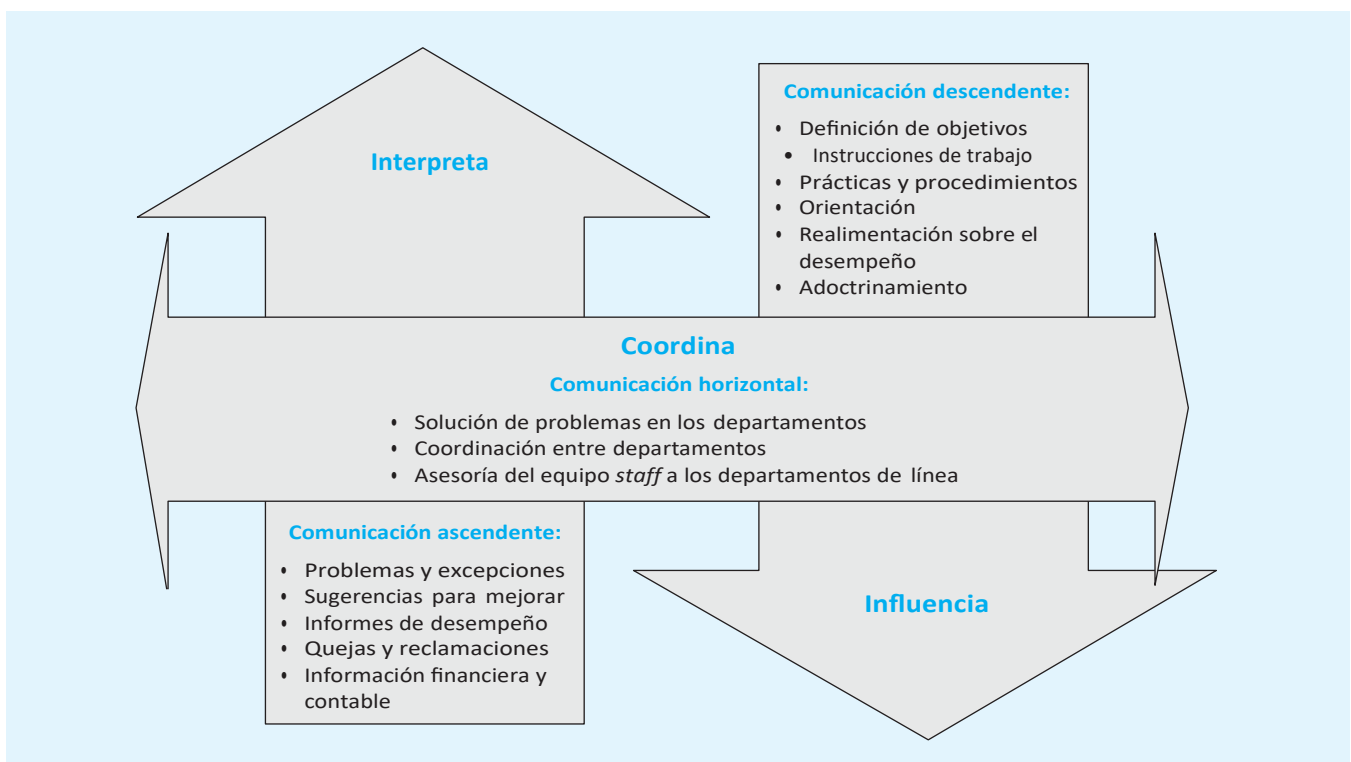 Interpreta
Comunicación descendente:
• Definición de objetivos
• Instrucciones de trabajo
• Prácticas y procedimientos
• Orientación
• Realimentación sobre el
desempeño
• Adoctrinamiento
Coordina
Comunicación horizontal:
• Solución de problemas en los departamentos
• Coordinación entre departamentos
• Asesoría del equipo staff a los departamentos de línea
Comunicación ascendente:
• Problemas y excepciones
• Sugerencias para mejorar
• Informes de desempeño
• Quejas y reclamaciones
• Información financiera y
contable
Influencia